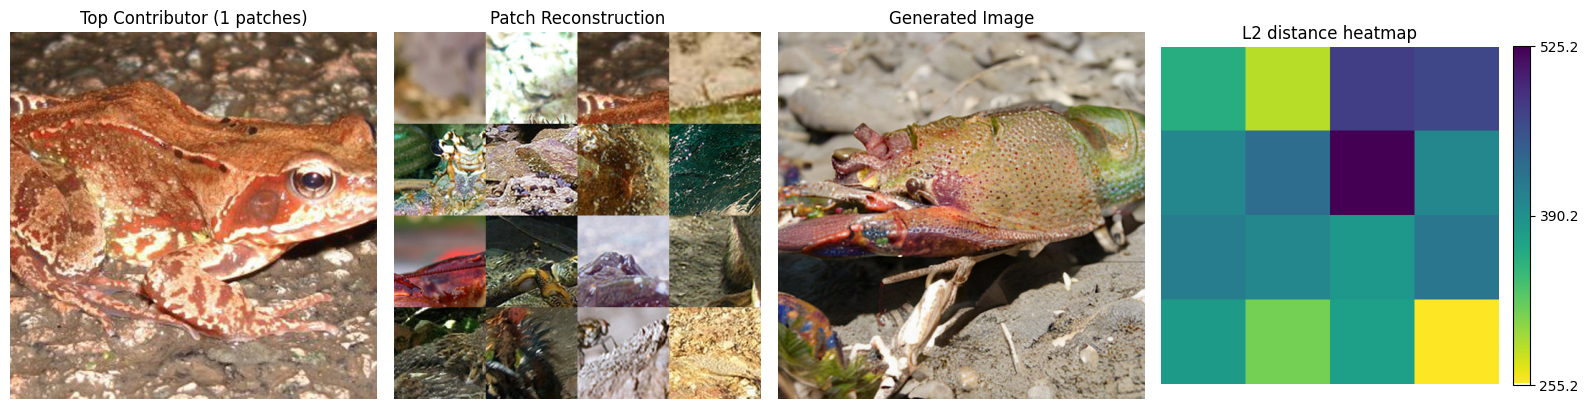 Top Contributor (1 patches)
Patch Reconstruction
Generated Image
L2 distance heatmap
525.2
390.2
255.2